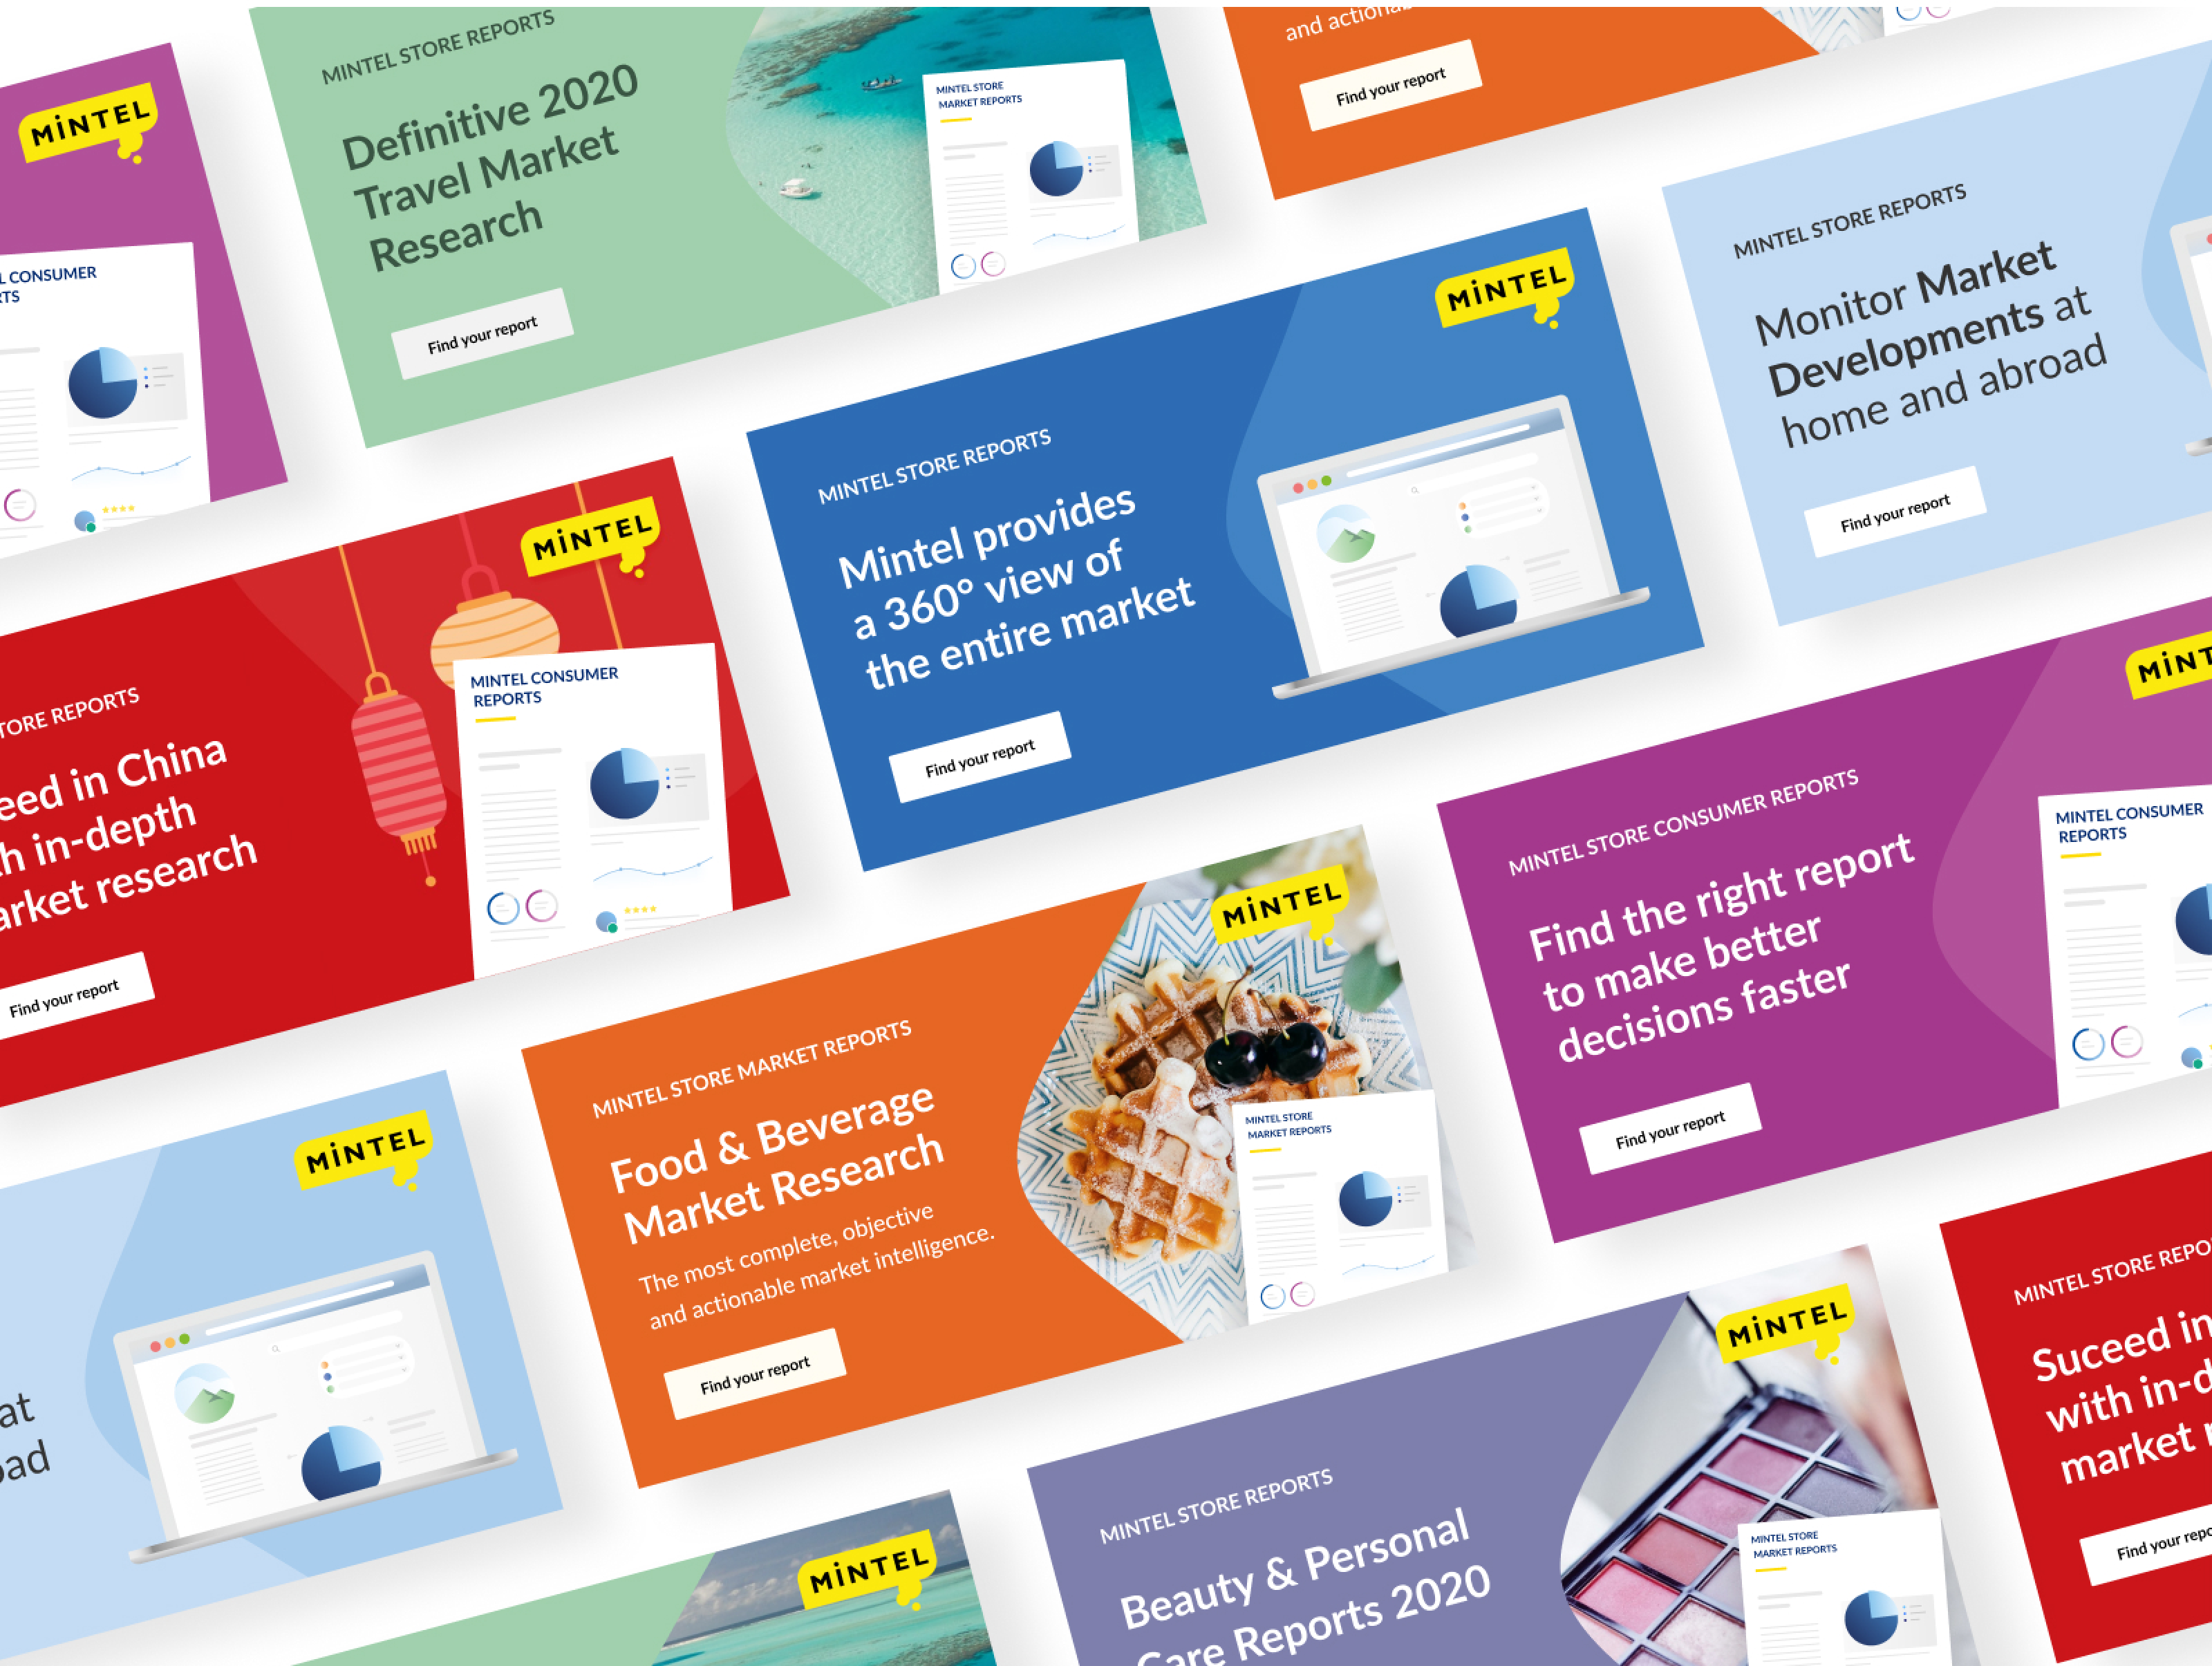 MINTEL
L CONSUMER
RTS
MINTEL STORE REPORTS
Definitive 2020
Travel Market
Research
Find your report
MINTEL STORE
MARKET REPORTS
and actionab
Find your report
MINTEL STORE REPORTS
Monitor Market
Developments at
home and abroad
Find your report
STORE REPORTS
eed in China
h in-depth
arket research
Find your report
MINTEL
MINTEL CONSUMER
REPORTS
MINTEL STORE REPORTS
Mintel provides
a 360° view of
the entire market
Find your report
MINTEL
MINTEL STORE CONSUMER REPORTS
Find the right report
to make better
decisions faster
Find your report
MINT
MINTEL CONSUMER
REPORTS
at
oad
MINTEL
MINTEL STORE MARKET REPORTS
Food & Beverage
Market Research
The most complete, objective
and actionable market intelligence.
Find your report
MINTEL
MINTEL STORE
MARKET REPORTS
MINTEL
MINTEL STORE REPORTS
Beauty & Personal
Care Reports 2020
MINTEL
MINTEL STORE
MARKET REPORTS
MINTEL STORE REPO
Suceed in
with in-d
market r
Find your repo